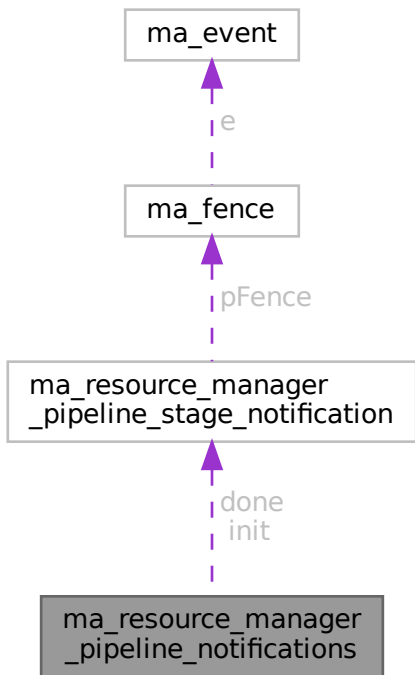 ma_event
e
ma_fence
pFence
ma_resource_manager
_pipeline_stage_notification
done
init
ma_resource_manager
_pipeline_notifications